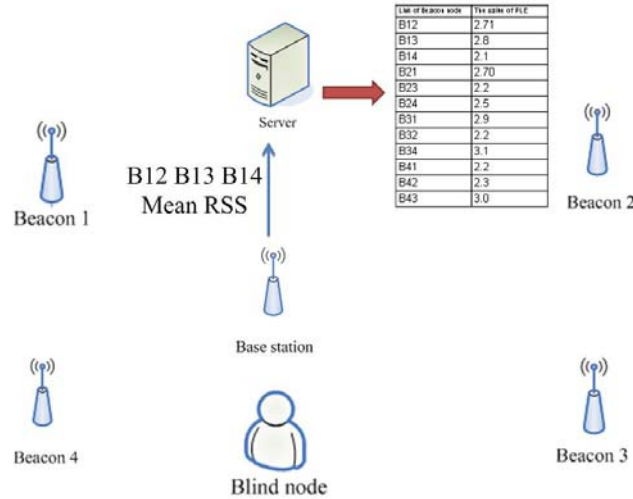 Link of Beacon node The value of PLE
B12 2.71
B13 2.8
B14 2.1
B21 2.70
B23 2.2
B24 2.5
B31 2.9
B32 2.2
B34 3.1
B41 2.2
B42 2.3
B43 3.0
Server
Beacon 1
B12 B13 B14
Mean RSS
Beacon 2
Base station
Beacon 4
Blind node
Beacon 3